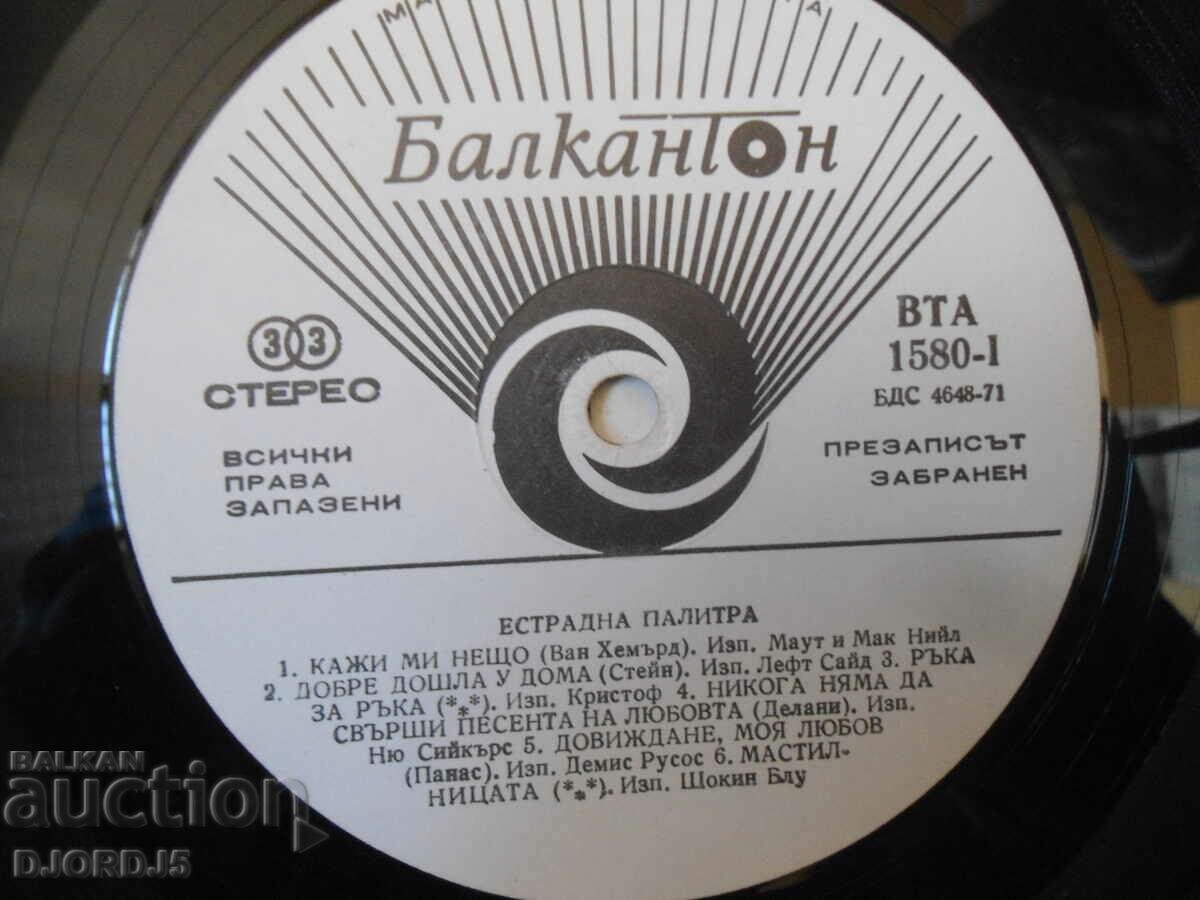 МА
ТА
Балкантон
33
СТЕРЕО
ВСИЧКИ
ПРАВА
ЗАПАЗЕНИ
ВТА
1580-I
БДС 4648-71
ПРЕЗАПИСЪТ
ЗАБРАНЕН
ЕСТРАДНА ПАЛИТРА
1. КАЖИ МИ НЕЩО (Ван Хемърд). Изп. Маут и Мак Нийл
2. ДОБРЕ ДОШЛА У ДОМА (Стейн). Изп. Лефт Сайд 3. РЪКА
ЗА РЪКА (***). Изп. Кристоф 4. НИКОГА НЯМА ДА
СВЪРШИ ПЕСЕНТА НА ЛЮБОВТА (Делани). Изп.
Ню Сийкърс 5. ДОВИЖДАНЕ, МОЯ ЛЮБОВ
(Панас). Изп. Демис Русос 6. МАСТИЛ-
НИЦАТА (***). Изп. Щокин Блу
BALKAN
auction
DJORDJ5